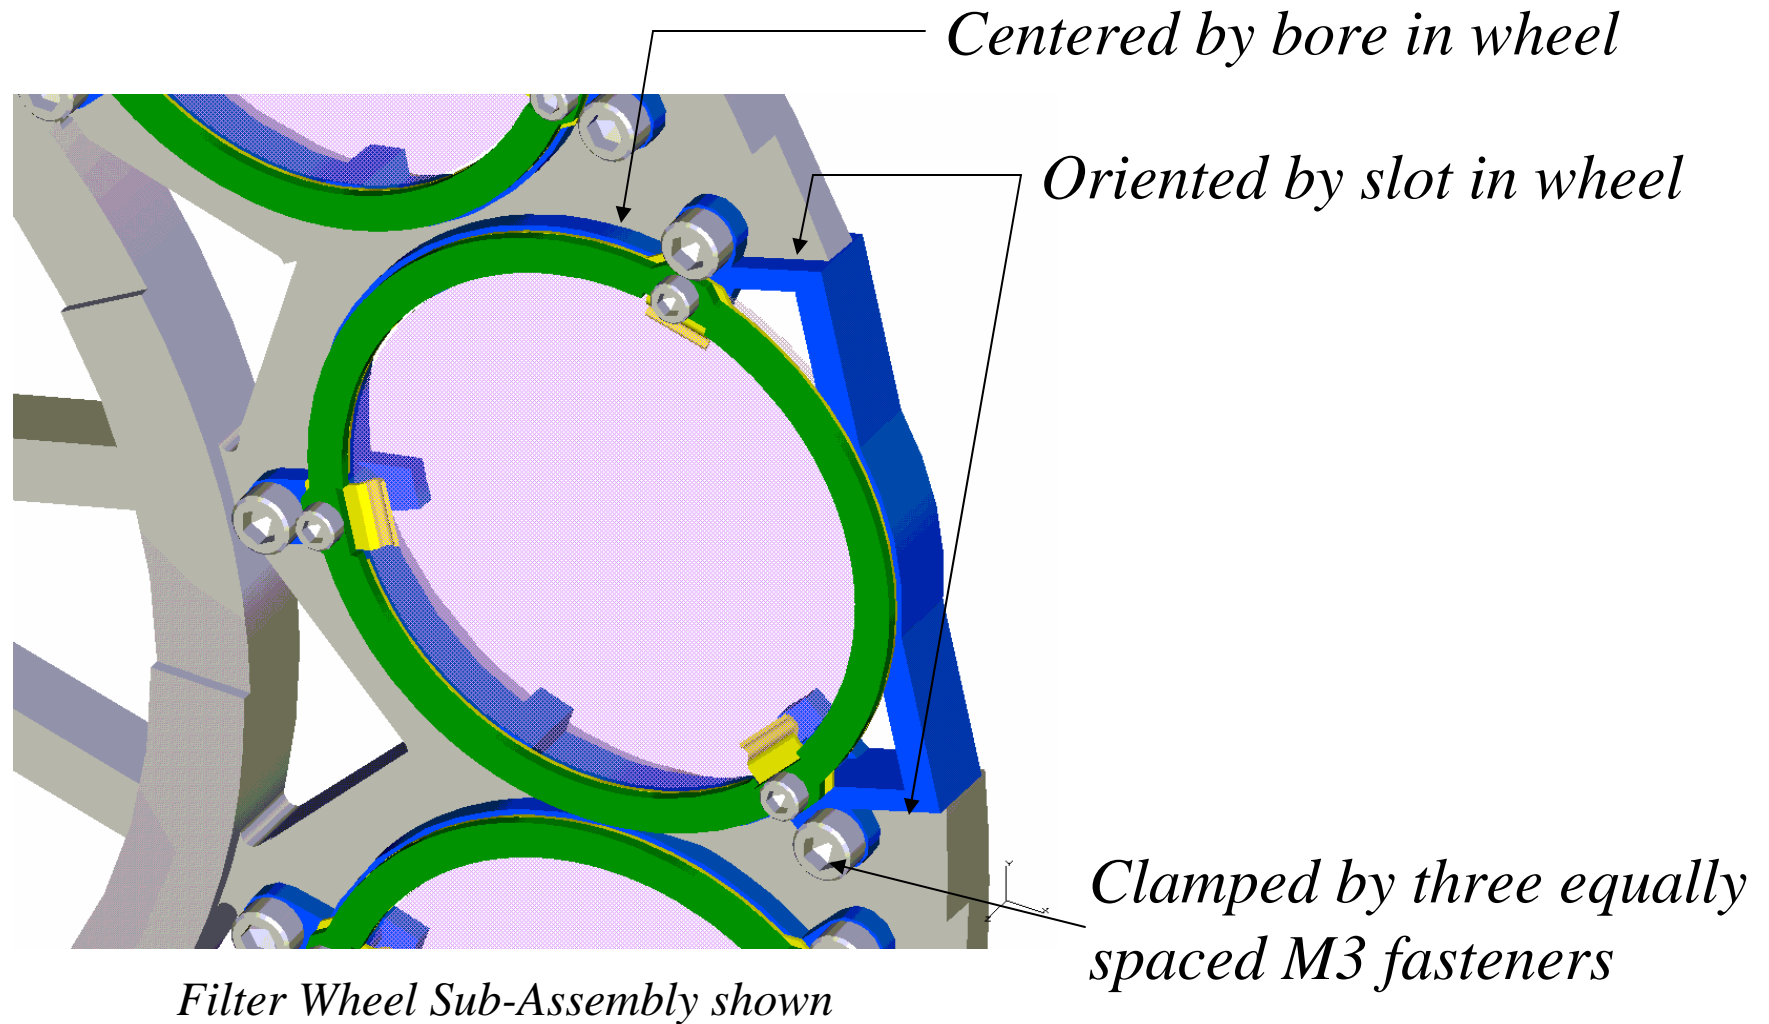 Centered by bore in wheel
Oriented by slot in wheel
Y
X
Z
Clamped by three equally
spaced M3 fasteners
Filter Wheel Sub-Assembly shown